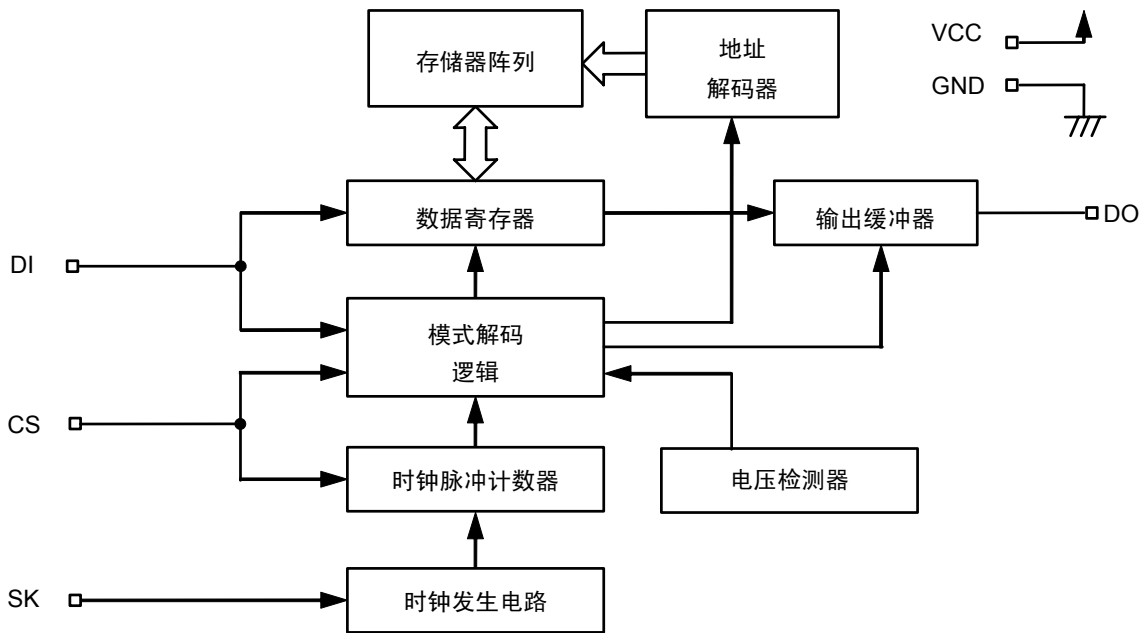 存储器阵列
地址
解码器
VCC
GND
数据寄存器
输出缓冲器
DO
DI
模式解码
逻辑
CS
时钟脉冲计数器
电压检测器
SK
时钟发生电路